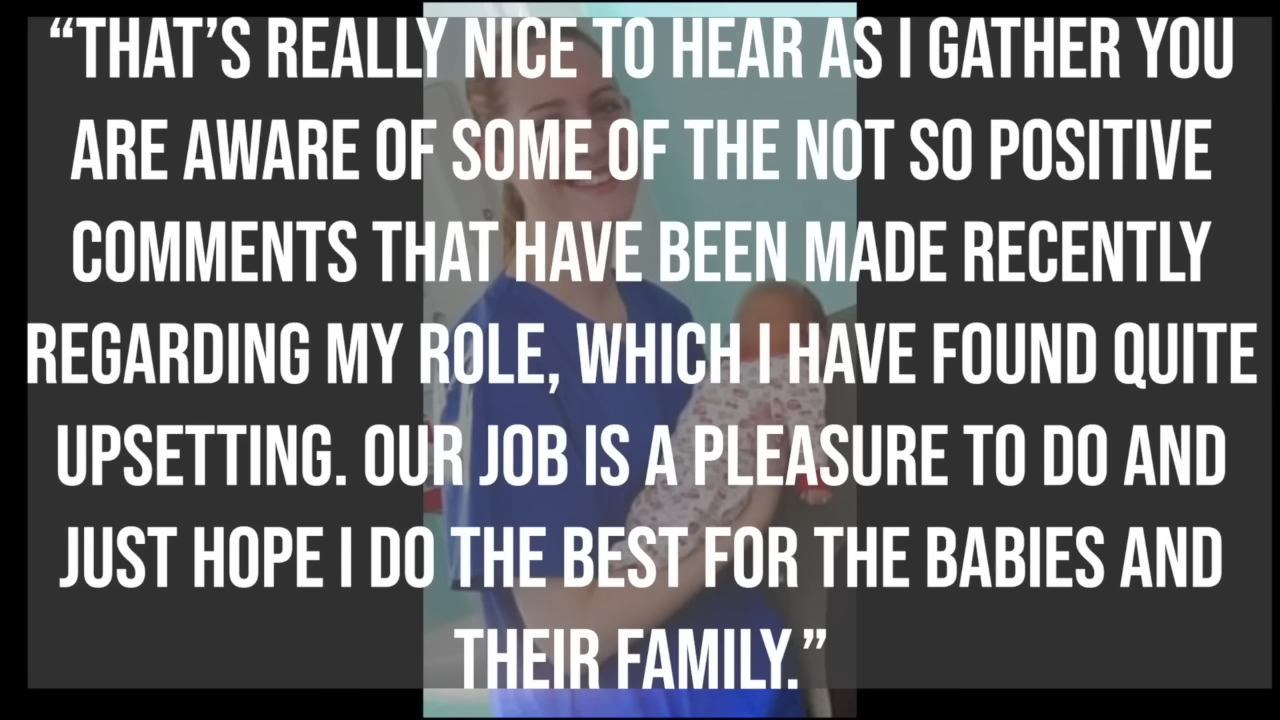 “THAT’S REALLY NICE TO HEAR AS I GATHER YOU
ARE AWARE OF SOME OF THE NOT SO POSITIVE
COMMENTS THAT HAVE BEEN MADE RECENTLY
REGARDING MY ROLE, WHICH I HAVE FOUND QUITE
UPSETTING. OUR JOB IS A PLEASURE TO DO AND
JUST HOPE I DO THE BEST FOR THE BABIES AND
THEIR FAMILY.”